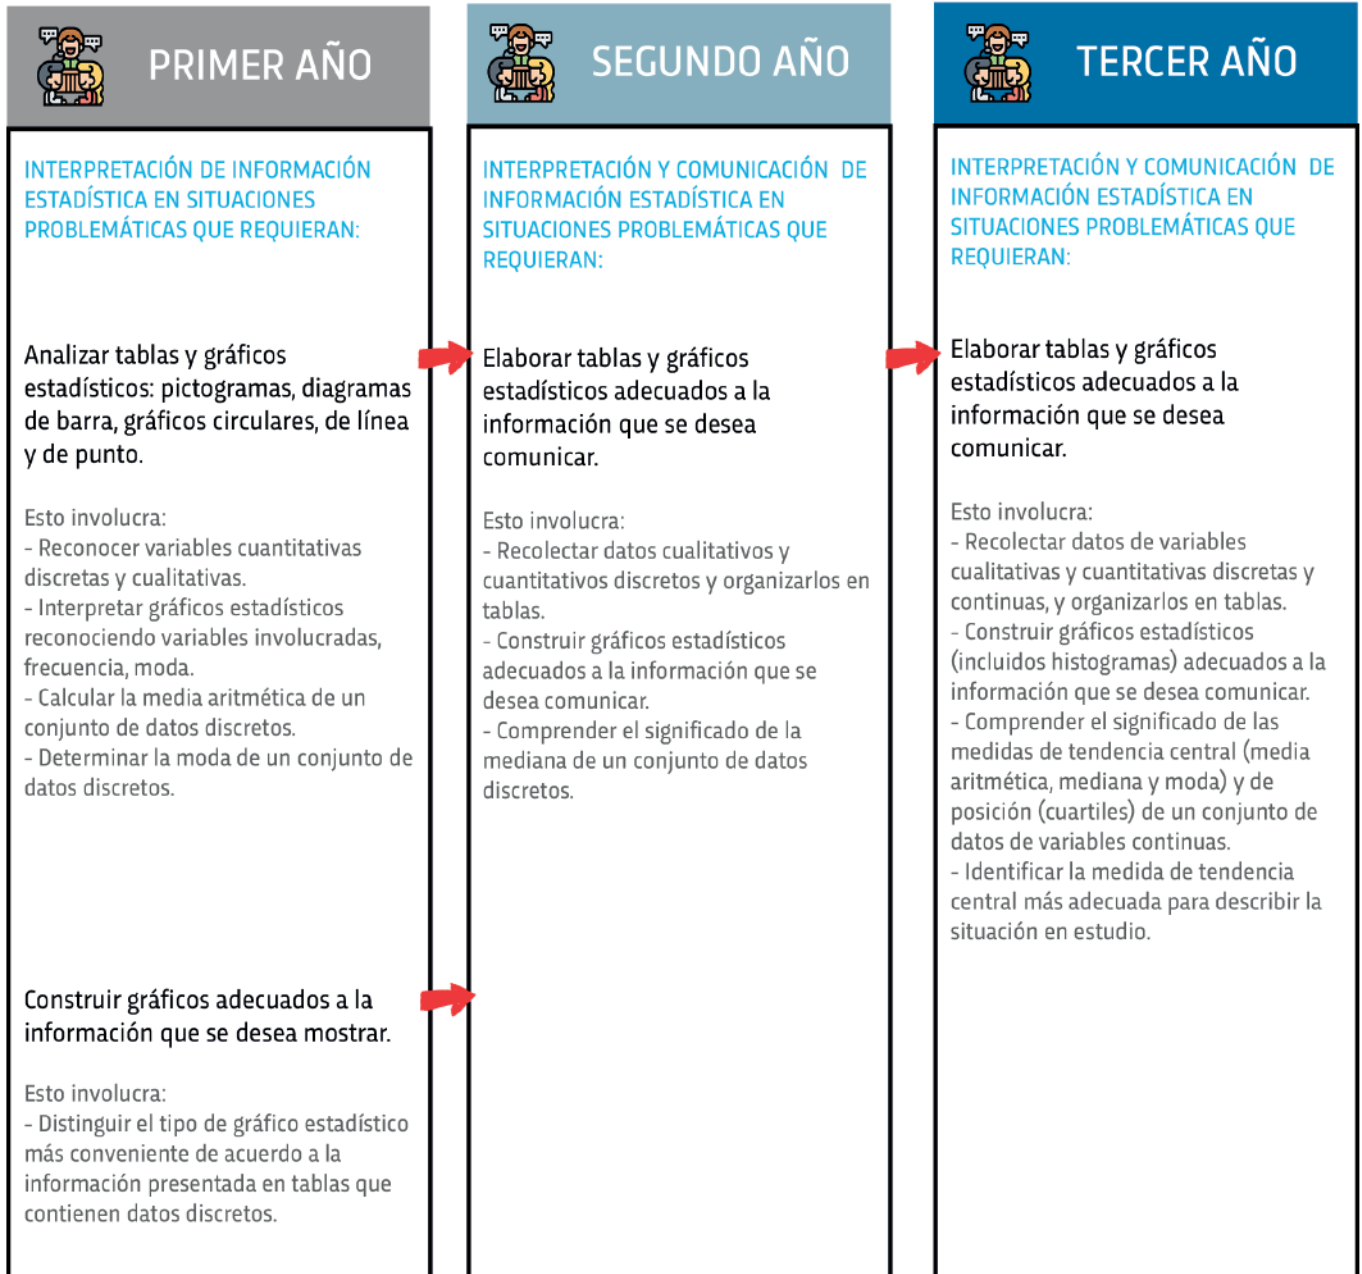 PRIMER AÑO
INTERPRETACIÓN DE INFORMACIÓN
ESTADÍSTICA EN SITUACIONES
PROBLEMÁTICAS QUE REQUIERAN:
Analizar tablas y gráficos
estadísticos: pictogramas, diagramas
de barra, gráficos circulares, de línea
y de punto.
Esto involucra:
- Reconocer variables cuantitativas
discretas y cualitativas.
- Interpretar gráficos estadísticos
reconociendo variables involucradas,
frecuencia, moda.
- Calcular la media aritmética de un
conjunto de datos discretos.
- Determinar la moda de un conjunto de
datos discretos.
Construir gráficos adecuados a la
información que se desea mostrar.
Esto involucra:
- Distinguir el tipo de gráfico estadístico
más conveniente de acuerdo a la
información presentada en tablas que
contienen datos discretos.
SEGUNDO AÑO
INTERPRETACIÓN Y COMUNICACIÓN DE
INFORMACIÓN ESTADÍSTICA EN
SITUACIONES PROBLEMÁTICAS QUE
REQUIERAN:
Elaborar tablas y gráficos
estadísticos adecuados a la
información que se desea
comunicar.
Esto involucra:
- Recolectar datos cualitativos y
cuantitativos discretos y organizarlos en
tablas.
- Construir gráficos estadísticos
adecuados a la información que se
desea comunicar.
- Comprender el significado de la
mediana de un conjunto de datos
discretos.
TERCER AÑO
INTERPRETACIÓN Y COMUNICACIÓN DE
INFORMACIÓN ESTADÍSTICA EN
SITUACIONES PROBLEMÁTICAS QUE
REQUIERAN:
Elaborar tablas y gráficos
estadísticos adecuados a la
información que se desea
comunicar.
Esto involucra:
- Recolectar datos de variables
cualitativas y cuantitativas discretas y
continuas, y organizarlos en tablas.
- Construir gráficos estadísticos
(incluidos histogramas) adecuados a la
información que se desea comunicar.
- Comprender el significado de las
medidas de tendencia central (media
aritmética, mediana y moda) y de
posición (cuartiles) de un conjunto de
datos de variables continuas.
- Identificar la medida de tendencia
central más adecuada para describir la
situación en estudio.